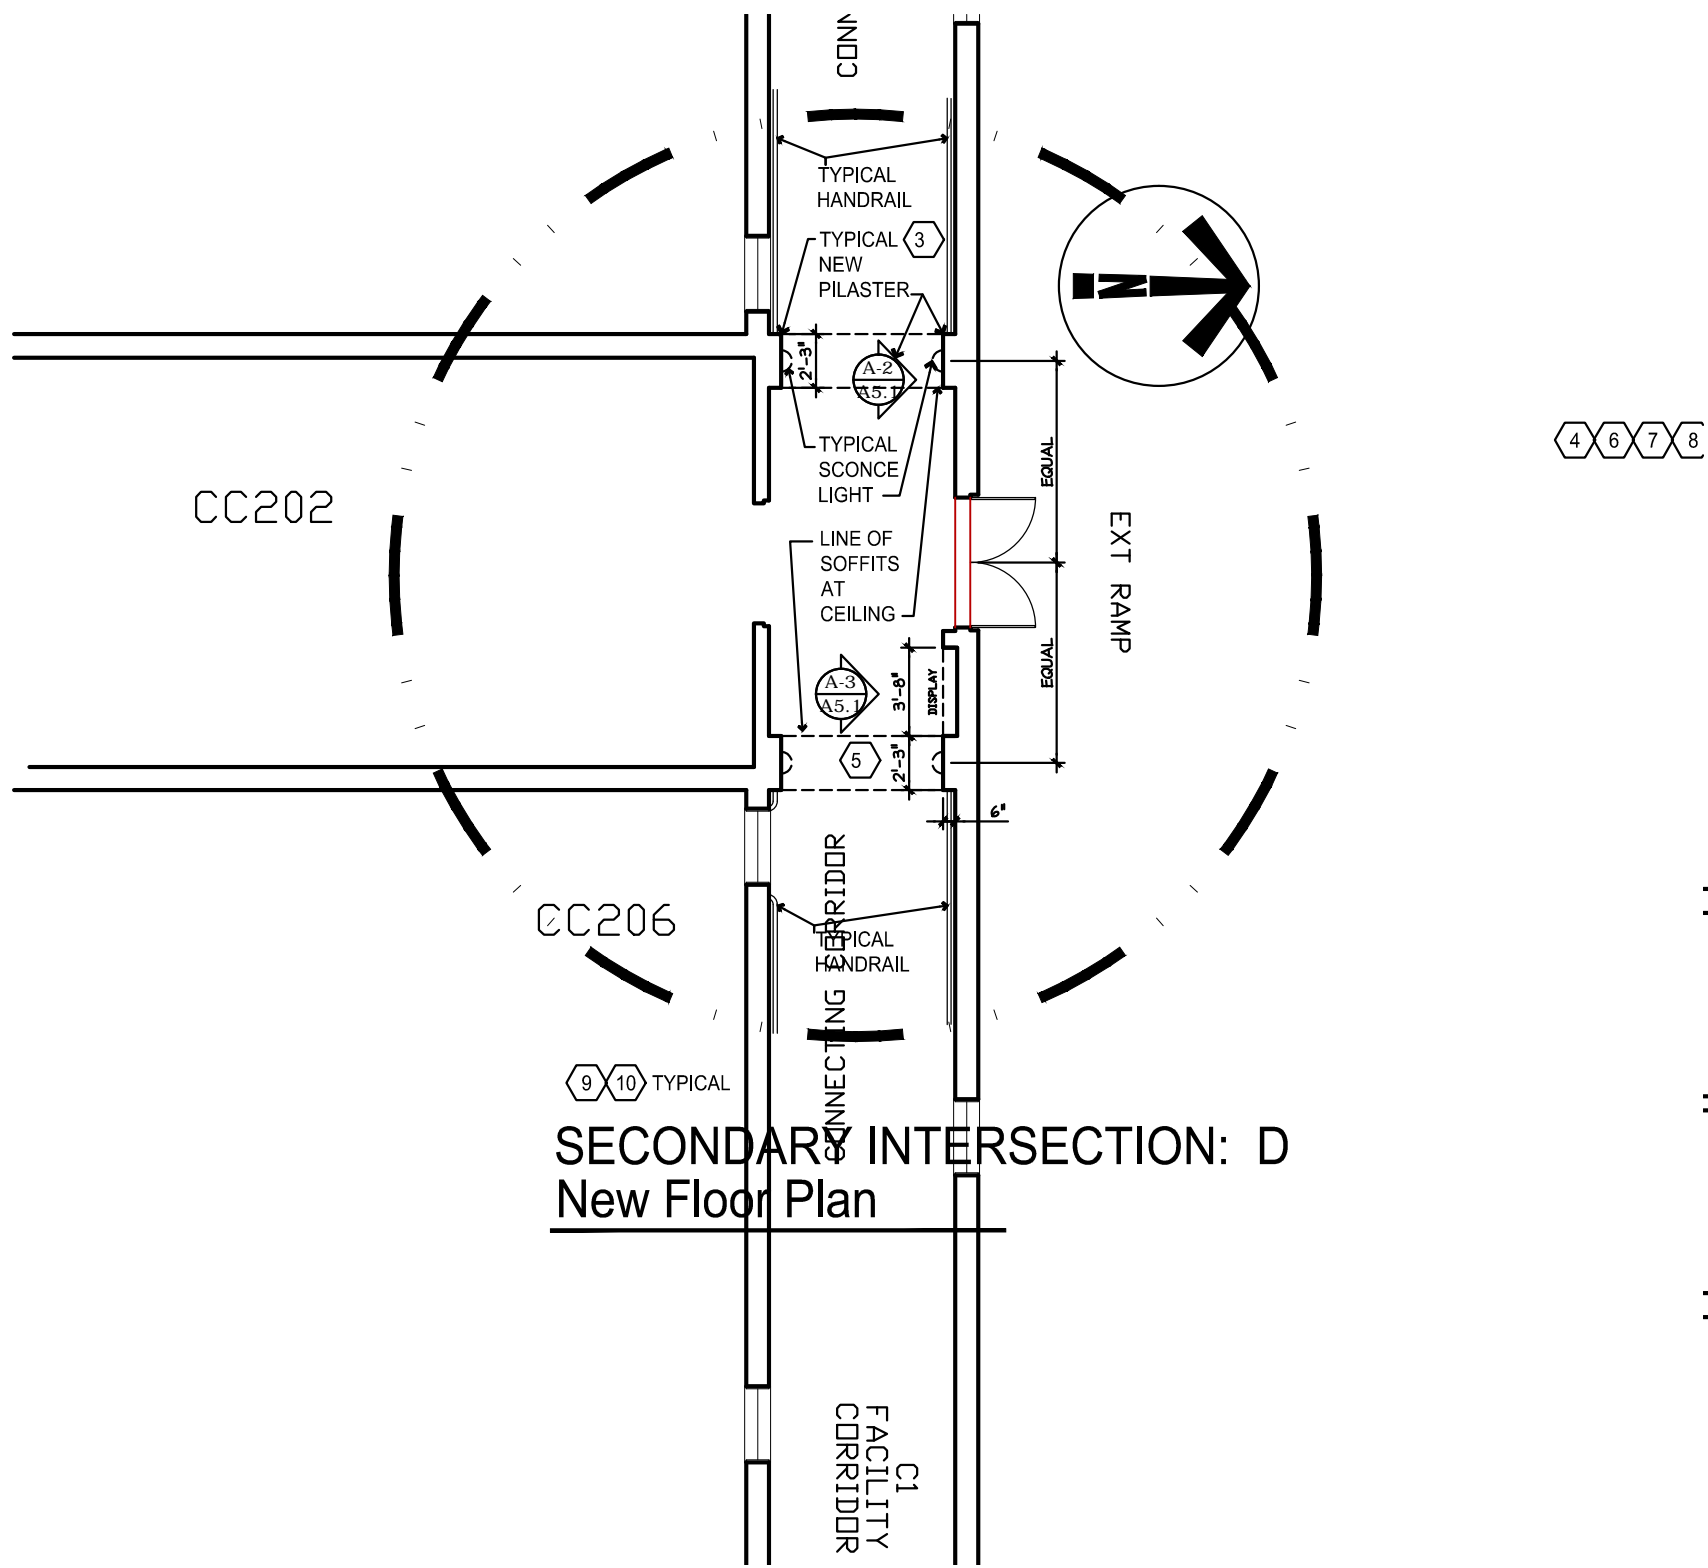 CONN
TYPICAL
HANDRAIL
TYPICAL 3
NEW
PILASTER
N
2'-3"
A-2
A5.1
4 6 7 8
TYPICAL
SCONCE
LIGHT
EQUAL
CC202
EXT RAMP
LINE OF
SOFFITS
AT
CEILING
EQUAL
A-3
A5.1
3'-8"
DISPLAY
5
2'-3"
6"
CONNECTING CORRIDOR
CC206
TYPICAL
HANDRAIL
9 10 TYPICAL
SECONDARY INTERSECTION: D
New Floor Plan
C1
FACILITY
CORRIDOR